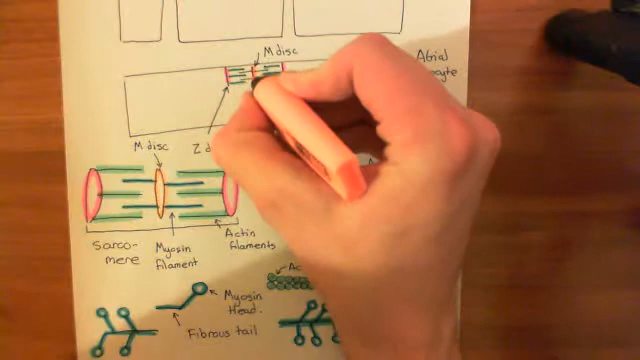 M disc
Atrial
M disc
Z
Sarco-
mere
Myosin
filament
Actin
filaments
Myosin
Head.
Fibrous tail